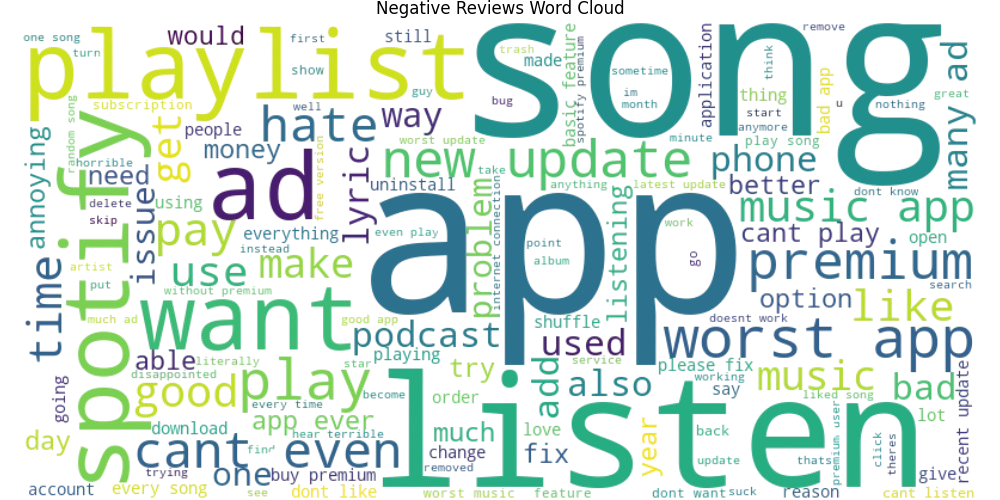 Negative Reviews Word Cloud
one song
turn
would
first
still
show
guy
playlist
song
remove
made
trash
bug
basic feature
spotify premium
sometime
im
month
application
think
thing
start
anymore
bad app
u
nothing
great
many ad
subscription
well
random song
spotify
people
get
hate
way
money
ad
free version
lyric
new update
worst update
play song
minute
phone
annoying
horrible
need
delete
skip
issue
using
pay
uninstall
everything
instead
even play
take
problem
internet connection
anything
latest update
listening
better
dont know
music app
cant play
open
work
go
point
album
app
time
artist
put
much ad
use
make
without premium
want
good app
podcast
shuffle
used
doesnt work
premium
option
like
search
worst app
able
literally
disappointed
good
play
playing
star
try
service
add
also
please fix
working
say
music
liked song
bad
going
every time
become
order
listen
day
download
app ever
hear terrible
much
love
fix
year
back
lot
recent update
cant even
find
change
update
thats
premium user
click
theres
trying
one
buy premium
removed
give
account
every song
see
dont like
worst music
feature
dont want
suck
reason
cant listen